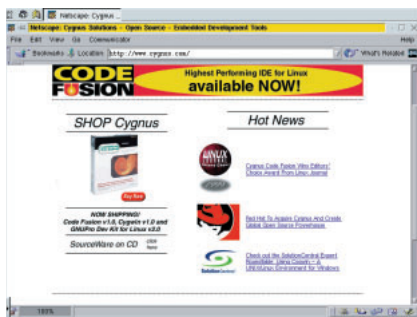 Netscape: Cygnus ...
Netscape: Cygnus Solutions - Open Source - Embedded Development Tools
File Edit View Go Communicator Help
Bookmarks Location http://www.cygnus.com/ What's Related
CODE FUSION
Highest Performing IDE for Linux
available NOW!
SHOP Cygnus
Buy Now
NOW SHIPPING!
Code Fusion v1.0, Cygwin v1.0 and
GNUPro Dev Kit for Linux v2.0
SourceWare on CD click here
Hot News
LINUX
Cygnus Code Fusion Wins Editors'
Choice Award From Linux Journal
Red Hat To Acquire Cygnus And Create
Global Open Source Powerhouse
SolutionCentral
Check out the SolutionCentral Expert
Roundtable: Using Cygwin - A
UNIX/Linux Environment for Windows
100%